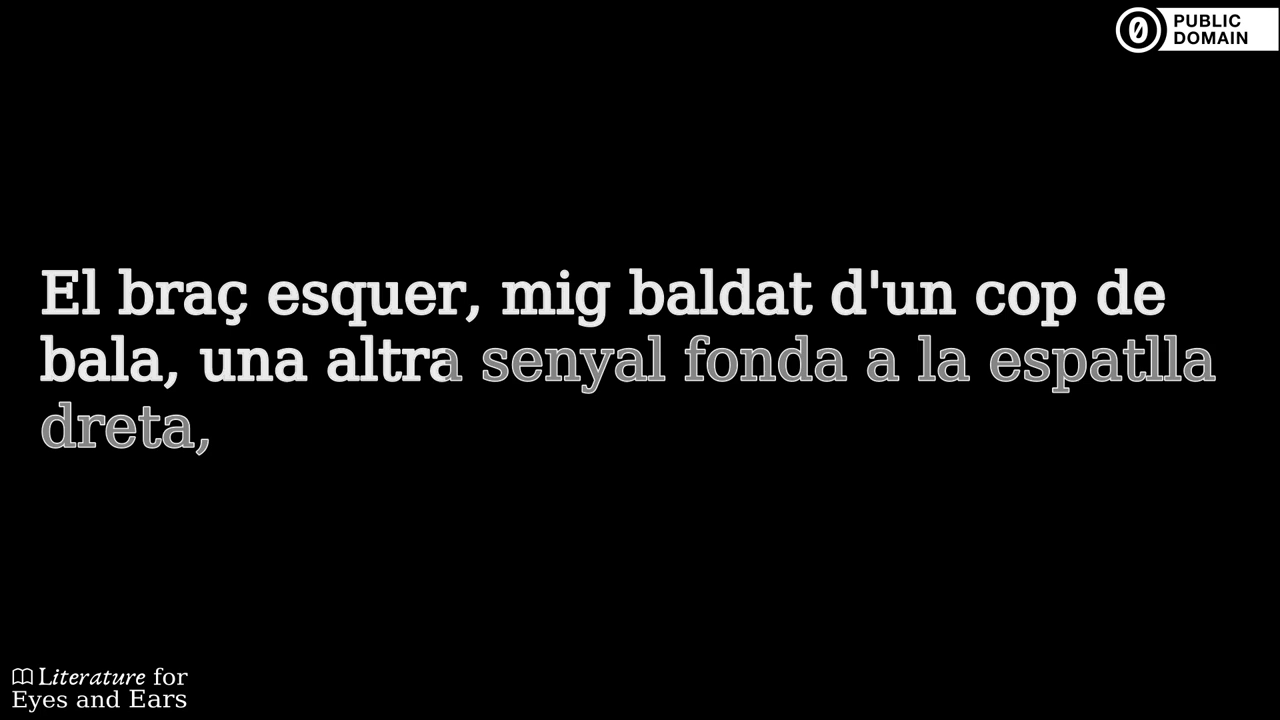 PUBLIC
DOMAIN
El braç esquer, mig baldat d'un cop de
bala, una altra senyal fonda a la espatlla
dreta,
Literature for
Eyes and Ears